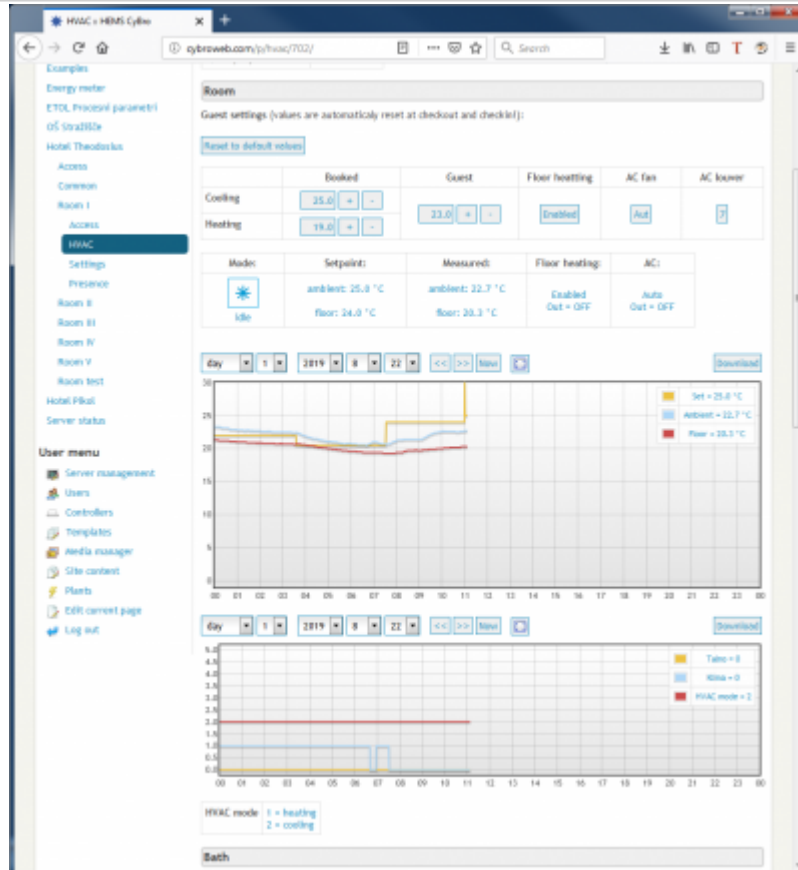 HVAC « HEMS CyBro
cybroweb.com/p/hvac/702/
Search
Examples
Energy meter
ETOL Procesni parametri
OŠ Stražišče
Hotel Theodosius
Access
Common
Room I
Access
HVAC
Settings
Presence
Room II
Room III
Room IV
Room V
Room test
Hotel Plkal
Server status
User menu
Server management
Users
Controllers
Templates
Media manager
Site content
Plants
Edit current page
Log out
Room
Guest settings (values are automaticaly reset at checkout and checkin!):
Reset to default values
Booked Guest Floor heatting AC fan AC louver
Cooling 25.0 + - 23.0 + - Enabled Aut 7
Heating 19.0 + -
Mode: Setpoint: Measured: Floor heating: AC:
Idle ambient: 25.0 °C ambient: 22.7 °C Enabled Auto
floor: 24.0 °C floor: 20.3 °C Out = OFF Out = OFF
day 1 2019 8 22 << >> Now Download
Set = 25.0 °C
Ambient = 22.7 °C
Floor = 20.3 °C
30
25
20
15
10
5
0
00 01 02 03 04 05 06 07 08 09 10 11 12 13 14 15 16 17 18 19 20 21 22 23 00
day 1 2019 8 22 << >> Now Download
Talno = 0
Klima = 0
HVAC mode = 2
5.0
4.5
4.0
3.5
3.0
2.5
2.0
1.5
1.0
0.5
0.0
00 01 02 03 04 05 06 07 08 09 10 11 12 13 14 15 16 17 18 19 20 21 22 23 00
HVAC mode 1 = heating
2 = cooling
Bath